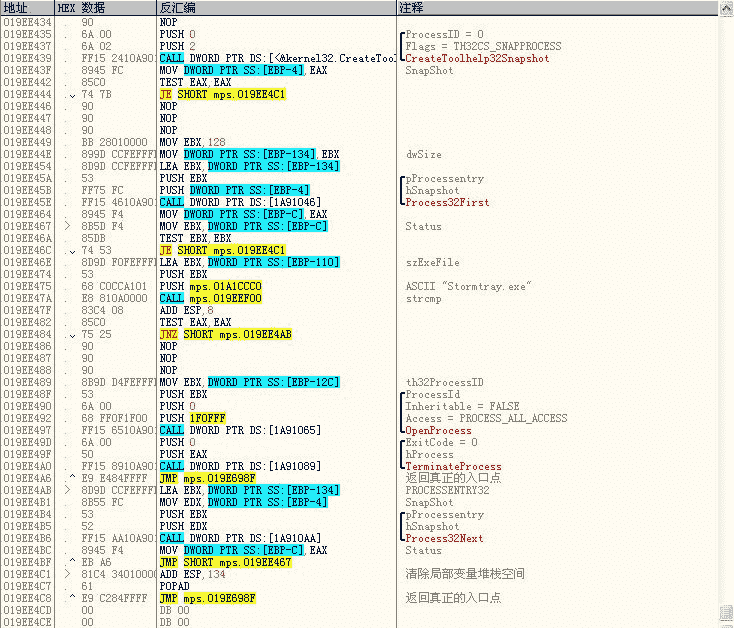 地址 HEX 数据 反汇编 注释
019EE434 . 90 NOP
019EE435 . 6A 00 PUSH 0 ProcessID = 0
019EE437 . 6A 02 PUSH 2 Flags = TH32CS_SNAPPROCESS
019EE439 . FF15 2410A901 CALL DWORD PTR DS:[<&kernel32.CreateTool CreateToolhelp32Snapshot
019EE43F . 8945 FC MOV DWORD PTR SS:[EBP-4],EAX SnapShot
019EE442 . 85C0 TEST EAX,EAX
019EE444 .v 74 7B JE SHORT mps.019EE4C1
019EE446 . 90 NOP
019EE447 . 90 NOP
019EE448 . 90 NOP
019EE449 . BB 28010000 MOV EBX,128
019EE44E . 899D CCFEFFFF MOV DWORD PTR SS:[EBP-134],EBX dwSize
019EE454 . 8D9D CCFEFFFF LEA EBX,DWORD PTR SS:[EBP-134]
019EE45A . 53 PUSH EBX pProcessentry
019EE45B . FF75 FC PUSH DWORD PTR SS:[EBP-4] hSnapshot
019EE45E . FF15 4610A901 CALL DWORD PTR DS:[1A91046] Process32First
019EE464 . 8945 F4 MOV DWORD PTR SS:[EBP-C],EAX
019EE467 > 8B5D F4 MOV EBX,DWORD PTR SS:[EBP-C] Status
019EE46A . 85DB TEST EBX,EBX
019EE46C .v 74 53 JE SHORT mps.019EE4C1
019EE46E . 8D9D F0FEFFFF LEA EBX,DWORD PTR SS:[EBP-110] szExeFile
019EE474 . 53 PUSH EBX
019EE475 . 68 C0CCA101 PUSH mps.01A1CCC0 ASCII "Stormtray.exe"
019EE47A . E8 810A0000 CALL mps.019EEF00 strcmp
019EE47F . 83C4 08 ADD ESP,8
019EE482 . 85C0 TEST EAX,EAX
019EE484 .v 75 25 JNZ SHORT mps.019EE4AB
019EE486 . 90 NOP
019EE487 . 90 NOP
019EE488 . 90 NOP
019EE489 . 8B9D D4FEFFFF MOV EBX,DWORD PTR SS:[EBP-12C] th32ProcessID
019EE48F . 53 PUSH EBX ProcessId
019EE490 . 6A 00 PUSH 0 Inheritable = FALSE
019EE492 . 68 FF0F1F00 PUSH 1F0FFF Access = PROCESS_ALL_ACCESS
019EE497 . FF15 6510A901 CALL DWORD PTR DS:[1A91065] OpenProcess
019EE49D . 6A 00 PUSH 0 ExitCode = 0
019EE49F . 50 PUSH EAX hProcess
019EE4A0 . FF15 8910A901 CALL DWORD PTR DS:[1A91089] TerminateProcess
019EE4A6 .^ E9 E484FFFF JMP mps.019E698F 返回真正的入口点
019EE4AB > 8D9D CCFEFFFF LEA EBX,DWORD PTR SS:[EBP-134] PROCESSENTRY32
019EE4B1 . 8B55 FC MOV EDX,DWORD PTR SS:[EBP-4] SnapShot
019EE4B4 . 53 PUSH EBX pProcessentry
019EE4B5 . 52 PUSH EDX hSnapshot
019EE4B6 . FF15 AA10A901 CALL DWORD PTR DS:[1A910AA] Process32Next
019EE4BC . 8945 F4 MOV DWORD PTR SS:[EBP-C],EAX Status
019EE4BF .^ EB A6 JMP SHORT mps.019EE467
019EE4C1 > 81C4 34010000 ADD ESP,134 清除局部变量堆栈空间
019EE4C7 . 61 POPAD
019EE4C8 .^ E9 C284FFFF JMP mps.019E698F 返回真正的入口点
019EE4CD 00 DB 00
019EE4CE 00 DB 00